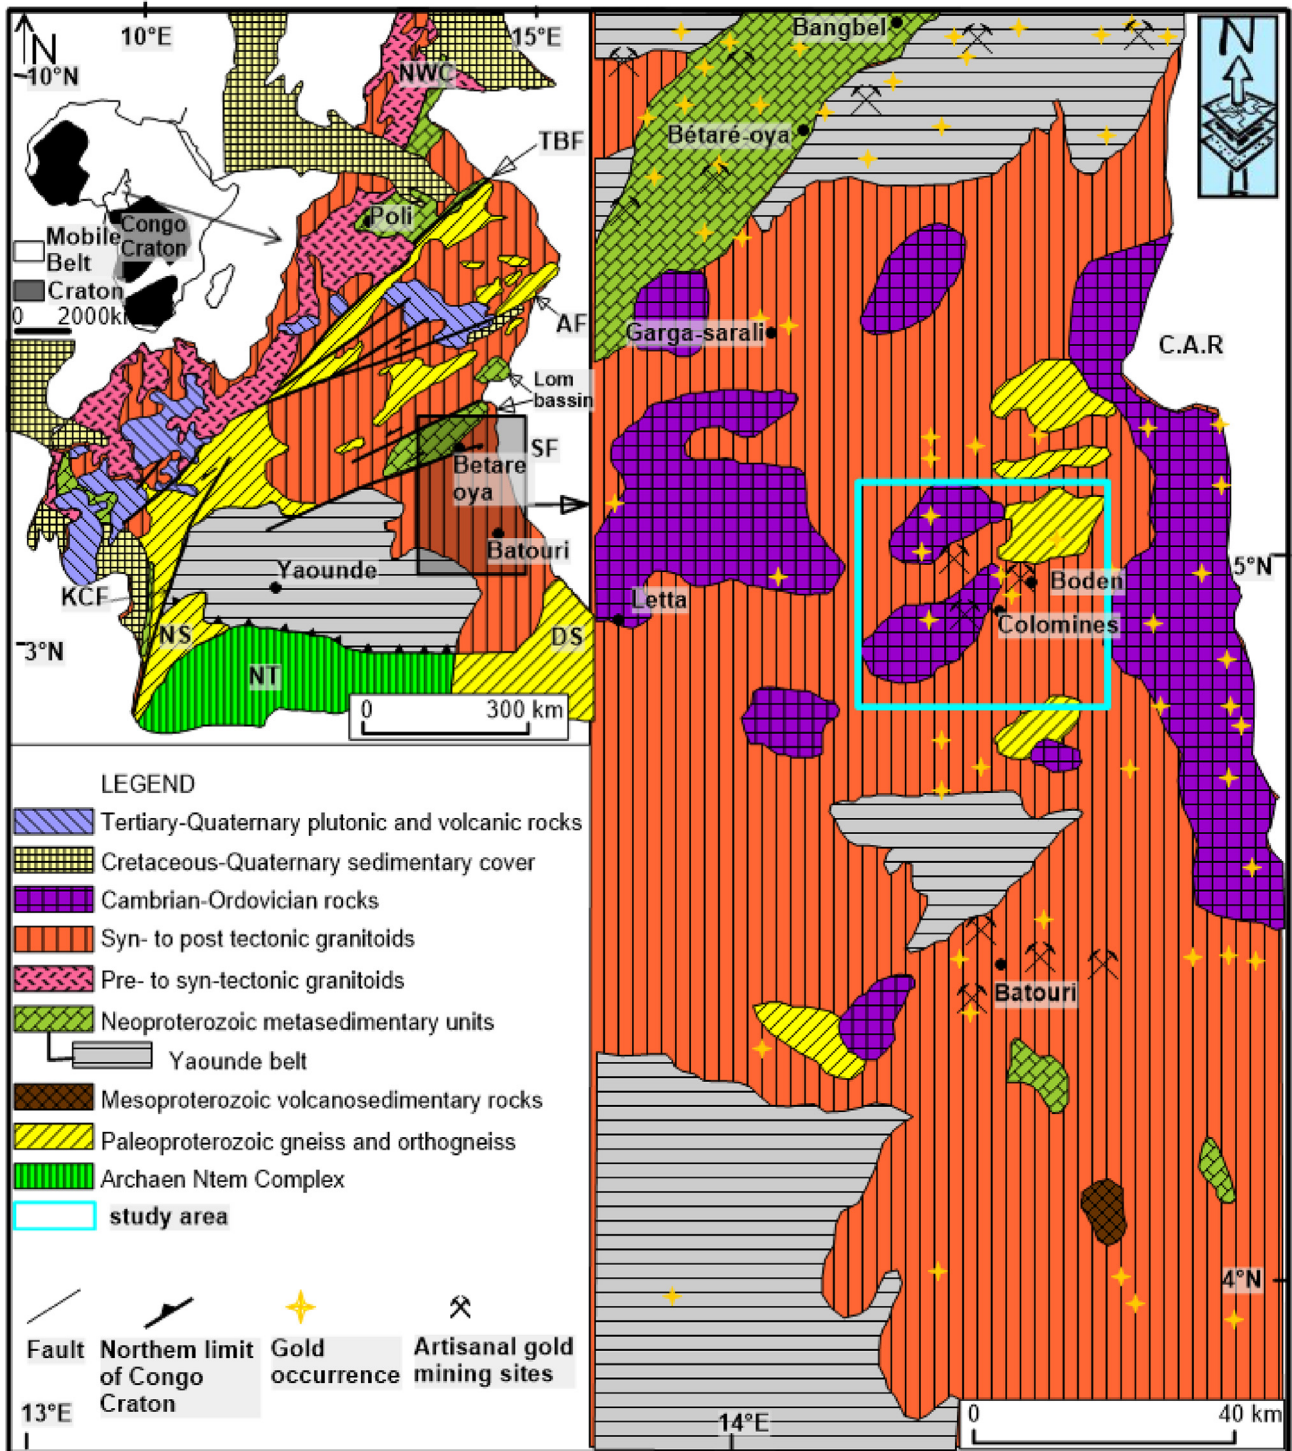 N
10°E
15°E
10°N
NWC
TBF
Poli
Congo
Craton
Mobile
Belt
Craton
0 2000k
AF
Lom
bassin
SF
Betare
oya
Batouri
Yaounde
KCF
NS
DS
3°N
NT
0 300 km
LEGEND
Tertiary-Quaternary plutonic and volcanic rocks
Cretaceous-Quaternary sedimentary cover
Cambrian-Ordovician rocks
Syn- to post tectonic granitoids
Pre- to syn-tectonic granitoids
Neoproterozoic metasedimentary units
Yaounde belt
Mesoproterozoic volcanosedimentary rocks
Paleoproterozoic gneiss and orthogneiss
Archaen Ntem Complex
study area
Fault
Northem limit
of Congo
Craton
Gold
occurrence
Artisanal gold
mining sites
13°E
Bangbel
N
Bétaré-oya
Garga-sarali
C.A.R
5°N
Boden
Letta
Colomines
Batouri
4°N
14°E
0 40 km